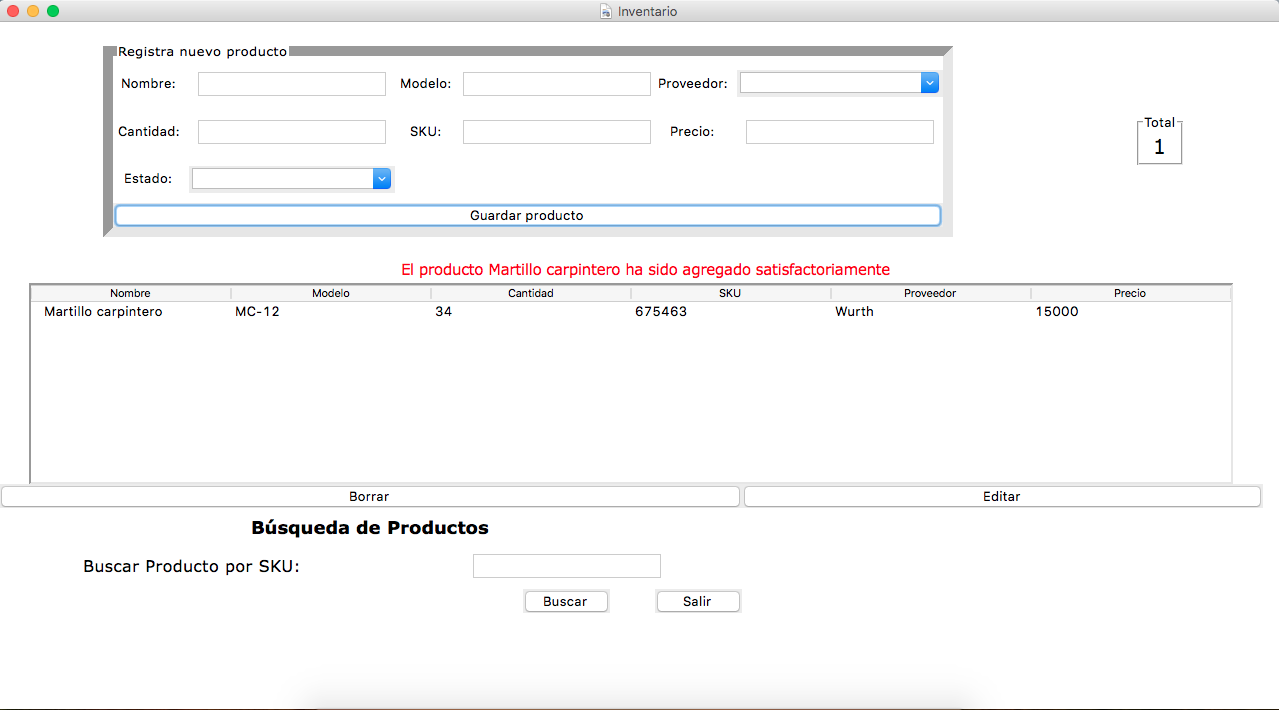 Inventario
Registra nuevo producto
Nombre: Modelo: Proveedor:
Cantidad: SKU: Precio:
Estado:
Guardar producto
Total
1
El producto Martillo carpintero ha sido agregado satisfactoriamente
Nombre Modelo Cantidad SKU Proveedor Precio
Martillo carpintero MC-12 34 675463 Wurth 15000
Borrar Editar
Búsqueda de Productos
Buscar Producto por SKU:
Buscar Salir